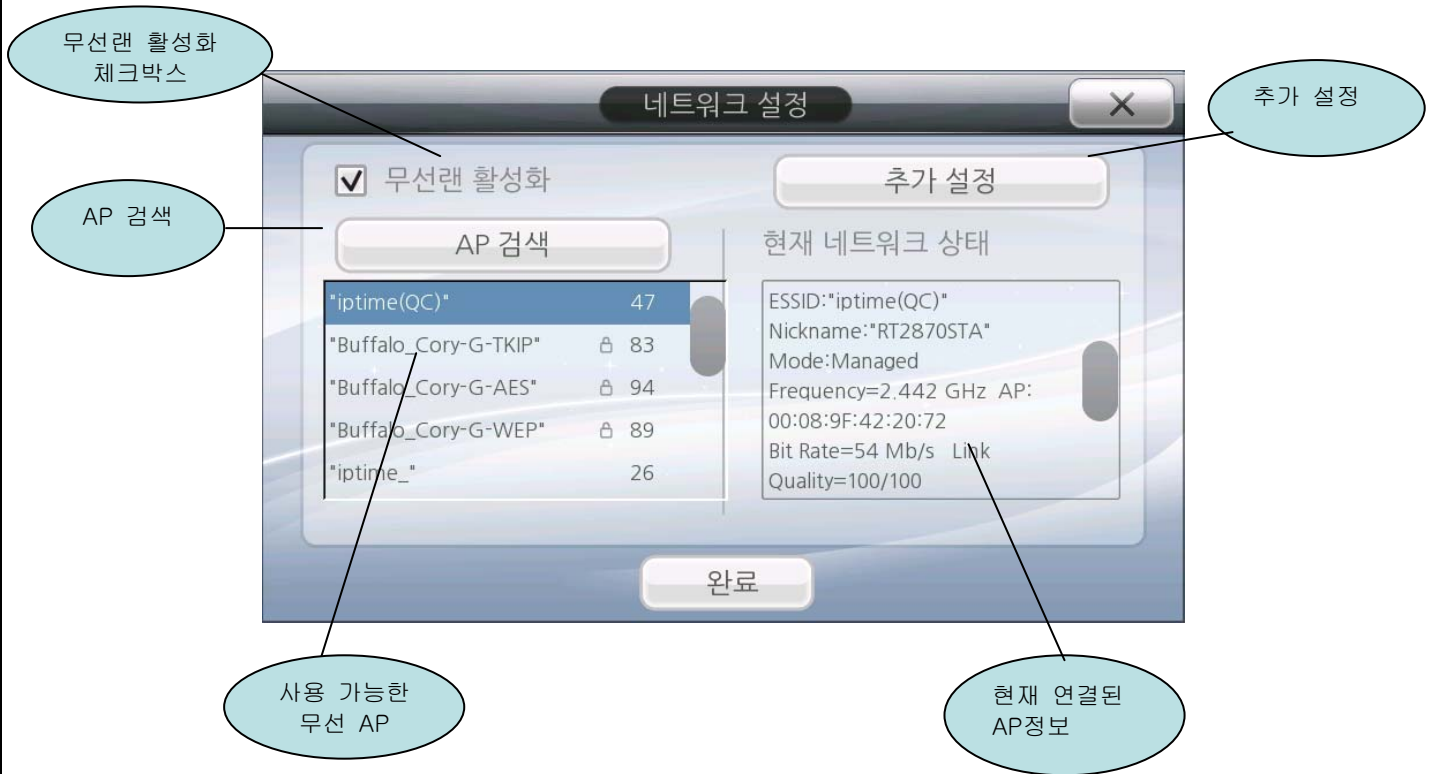 무선랜 활성화
체크박스
네트워크 설정
추가 설정
무선랜 활성화
추가 설정
AP 검색
AP 검색
현재 네트워크 상태
"iptime(QC)" 47
"Buffalo_Cory-G-TKIP" 83
"Buffalo_Cory-G-AES" 94
"Buffalo_Cory-G-WEP" 89
"iptime_" 26
ESSID:"iptime(QC)"
Nickname:"RT2870STA"
Mode:Managed
Frequency=2.442 GHz AP:
00:08:9F:42:20:72
Bit Rate=54 Mb/s Link
Quality=100/100
완료
사용 가능한
무선 AP
현재 연결된
AP정보